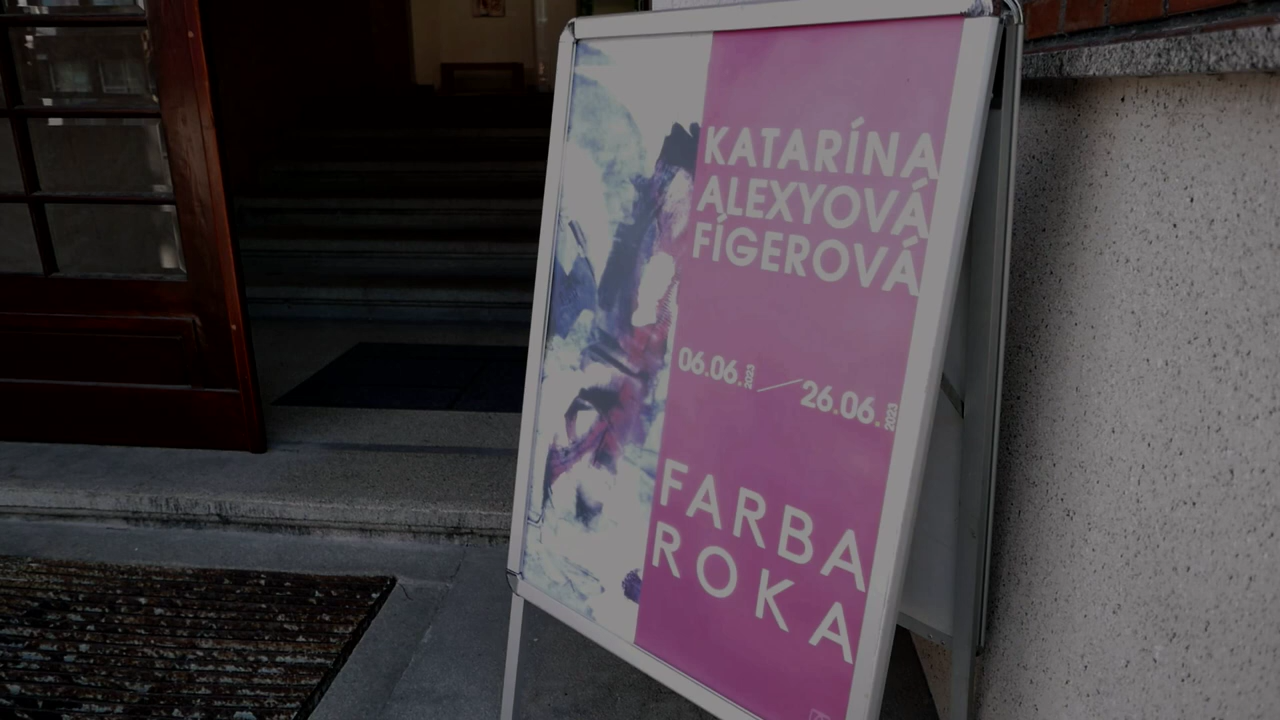 KATARÍNA
ALEXYOVÁ
FÍGEROVÁ
06.06.2023 — 26.06.2023
FARBA
ROKA